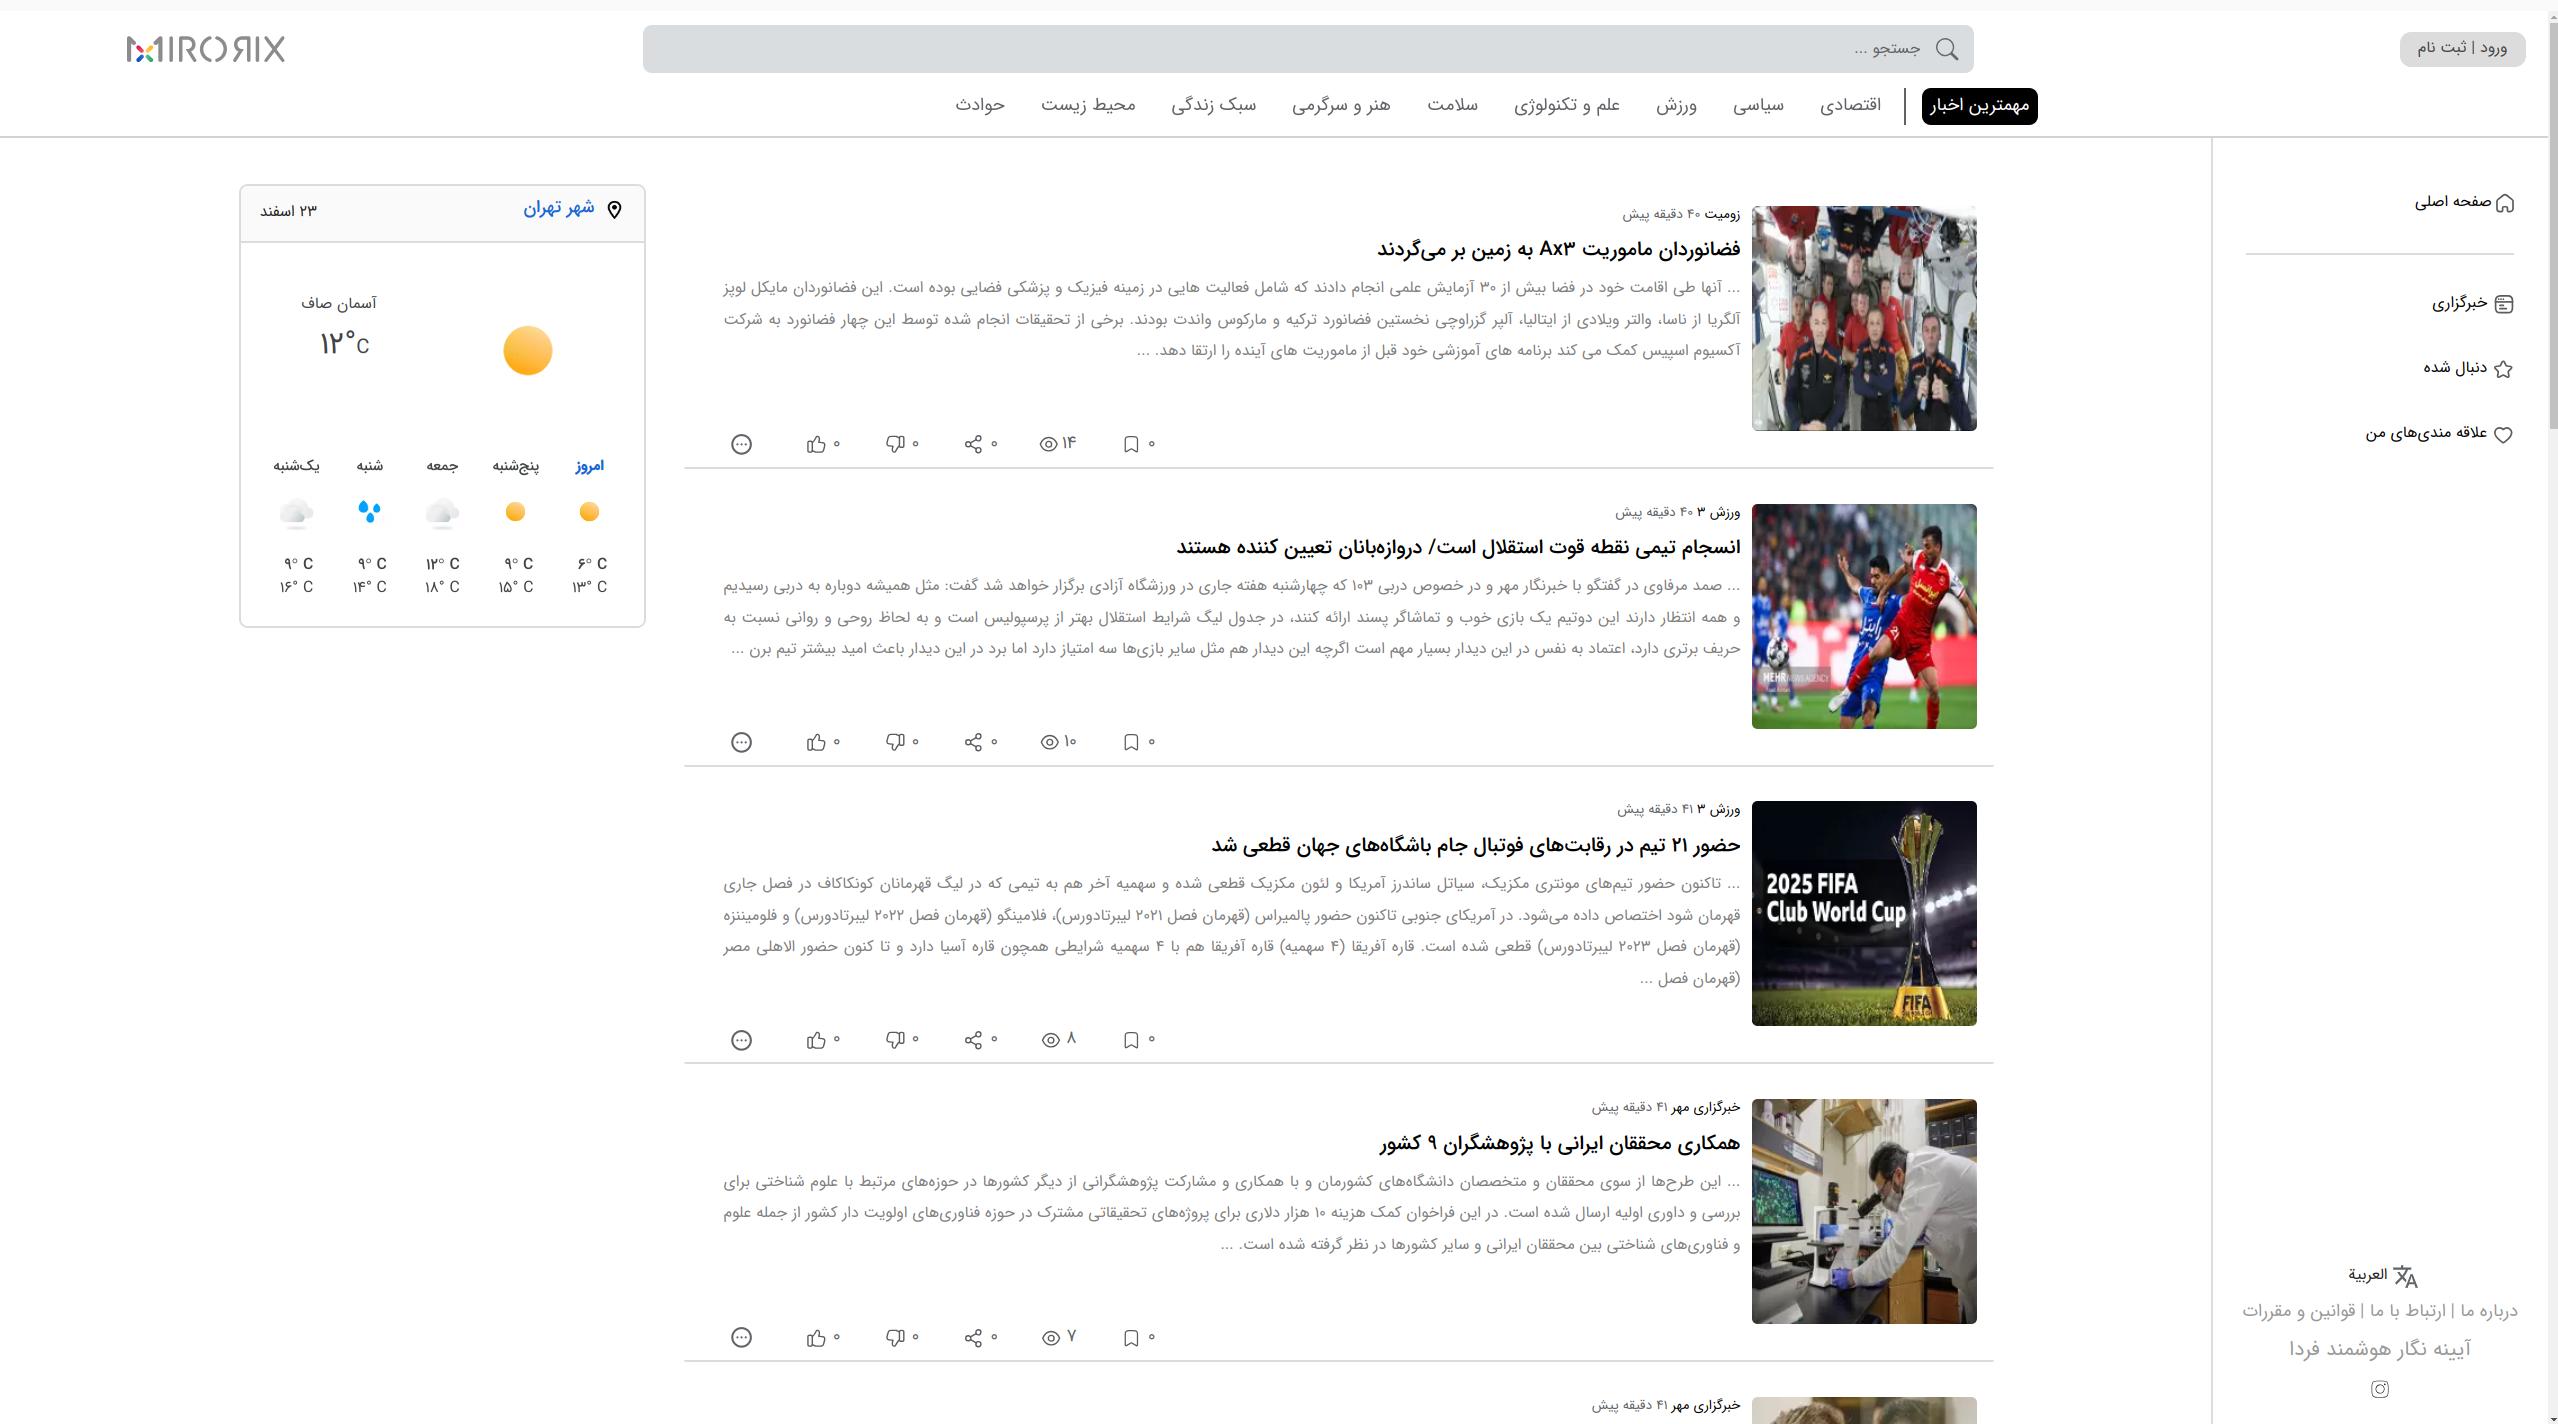 ورود | ثبت نام
جستجو ...
MIRORIX
مهمترین اخبار | اقتصادی سیاسی ورزش علم و تکنولوژی سلامت هنر و سرگرمی سبک زندگی محیط زیست حوادث
صفحه اصلی
خبرگزاری
دنبال شده
علاقه مندی‌های من
العربیة
درباره ما | ارتباط با ما | قوانین و مقررات
آیینه نگار هوشمند فردا
زومیت ۴۰ دقیقه پیش
فضانوردان ماموریت Ax۳ به زمین بر می‌گردند
... آنها طی اقامت خود در فضا بیش از ۳۰ آزمایش علمی انجام دادند که شامل فعالیت هایی در زمینه فیزیک و پزشکی فضایی بوده است. این فضانوردان مایکل لوپز
آلگریا از ناسا، والتر ویلادی از ایتالیا، آلپر گزراوچی نخستین فضانورد ترکیه و مارکوس واندت بودند. برخی از تحقیقات انجام شده توسط این چهار فضانورد به شرکت
آکسیوم اسپیس کمک می کند برنامه های آموزشی خود قبل از ماموریت های آینده را ارتقا دهد. ...
۰ ۱۴ ۰ ۰ ۰
ورزش ۳ ۴۰ دقیقه پیش
انسجام تیمی نقطه قوت استقلال است/ دروازه‌بانان تعیین کننده هستند
... صمد مرفاوی در گفتگو با خبرنگار مهر و در خصوص دربی ۱۰۳ که چهارشنبه هفته جاری در ورزشگاه آزادی برگزار خواهد شد گفت: مثل همیشه دوباره به دربی رسیدیم
و همه انتظار دارند این دوتیم یک بازی خوب و تماشاگر پسند ارائه کنند، در جدول لیگ شرایط استقلال بهتر از پرسپولیس است و به لحاظ روحی و روانی نسبت به
حریف برتری دارد، اعتماد به نفس در این دیدار بسیار مهم است اگرچه این دیدار هم مثل سایر بازی‌ها سه امتیاز دارد اما برد در این دیدار باعث امید بیشتر تیم برن ...
MEHR NEWS AGENCY
۰ ۱۰ ۰ ۰ ۰
ورزش ۳ ۴۱ دقیقه پیش
حضور ۲۱ تیم در رقابت‌های فوتبال جام باشگاه‌های جهان قطعی شد
... تاکنون حضور تیم‌های مونتری مکزیک، سیاتل ساندرز آمریکا و لئون مکزیک قطعی شده و سهمیه آخر هم به تیمی که در لیگ قهرمانان کونکاکاف در فصل جاری
قهرمان شود اختصاص داده می‌شود. در آمریکای جنوبی تاکنون حضور پالمیراس (قهرمان فصل ۲۰۲۱ لیبرتادورس)، فلامینگو (قهرمان فصل ۲۰۲۲ لیبرتادورس) و فلومیننزه
(قهرمان فصل ۲۰۲۳ لیبرتادورس) قطعی شده است. قاره آفریقا (۴ سهمیه) قاره آفریقا هم با ۴ سهمیه شرایطی همچون قاره آسیا دارد و تا کنون حضور الاهلی مصر
(قهرمان فصل ...
2025 FIFA
Club World Cup
FIFA
۰ ۸ ۰ ۰ ۰
خبرگزاری مهر ۴۱ دقیقه پیش
همکاری محققان ایرانی با پژوهشگران ۹ کشور
... این طرح‌ها از سوی محققان و متخصصان دانشگاه‌های کشورمان و با همکاری و مشارکت پژوهشگرانی از دیگر کشورها در حوزه‌های مرتبط با علوم شناختی برای
بررسی و داوری اولیه ارسال شده است. در این فراخوان کمک هزینه ۱۰ هزار دلاری برای پروژه‌های تحقیقاتی مشترک در حوزه فناوری‌های اولویت دار کشور از جمله علوم
و فناوری‌های شناختی بین محققان ایرانی و سایر کشورها در نظر گرفته شده است. ...
۰ ۷ ۰ ۰ ۰
خبرگزاری مهر ۴۱ دقیقه پیش
شهر تهران ۲۳ اسفند
آسمان صاف
۱۲°C
امروز پنج‌شنبه جمعه شنبه یک‌شنبه
۶° C ۹° C ۱۲° C ۹° C ۹° C
۱۳° C ۱۵° C ۱۸° C ۱۴° C ۱۶° C